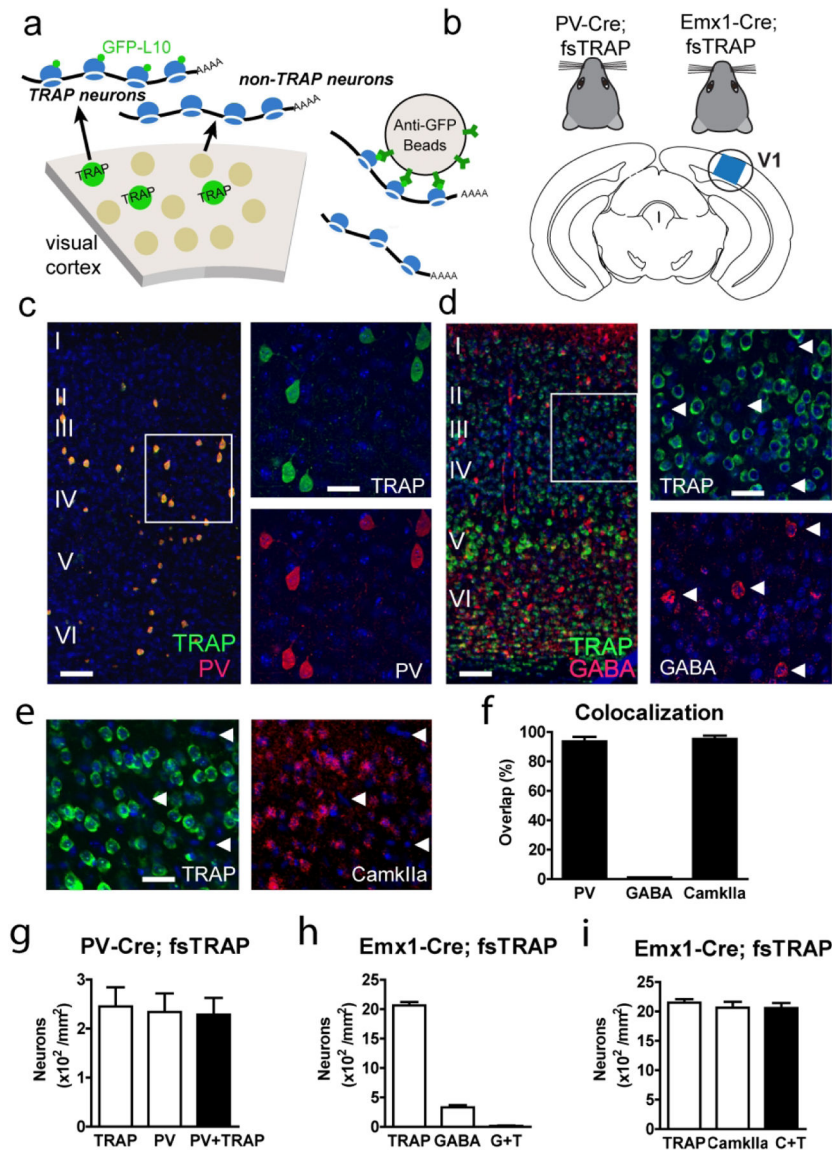 a
GFP-L10
AAAA
TRAP neurons
non-TRAP neurons
AAAA
TRAP
TRAP
TRAP
visual
cortex
Anti-GFP
Beads
AAAA
AAAA
b
PV-Cre;
fsTRAP
Emx1-Cre;
fsTRAP
V1
c
I
II
III
IV
V
VI
TRAP
PV
TRAP
PV
d
I
II
III
IV
V
VI
TRAP
GABA
TRAP
GABA
e
TRAP
CamkIIa
f
Colocalization
Overlap (%)
100
80
60
40
20
0
PV GABA CamkIIa
g
PV-Cre; fsTRAP
Neurons
(x10² /mm²)
3
2
1
0
TRAP PV PV+TRAP
h
Emx1-Cre; fsTRAP
Neurons
(x10² /mm²)
25
20
15
10
5
0
TRAP GABA G+T
i
Emx1-Cre; fsTRAP
Neurons
(x10² /mm²)
25
20
15
10
5
0
TRAP CamkIIa C+T